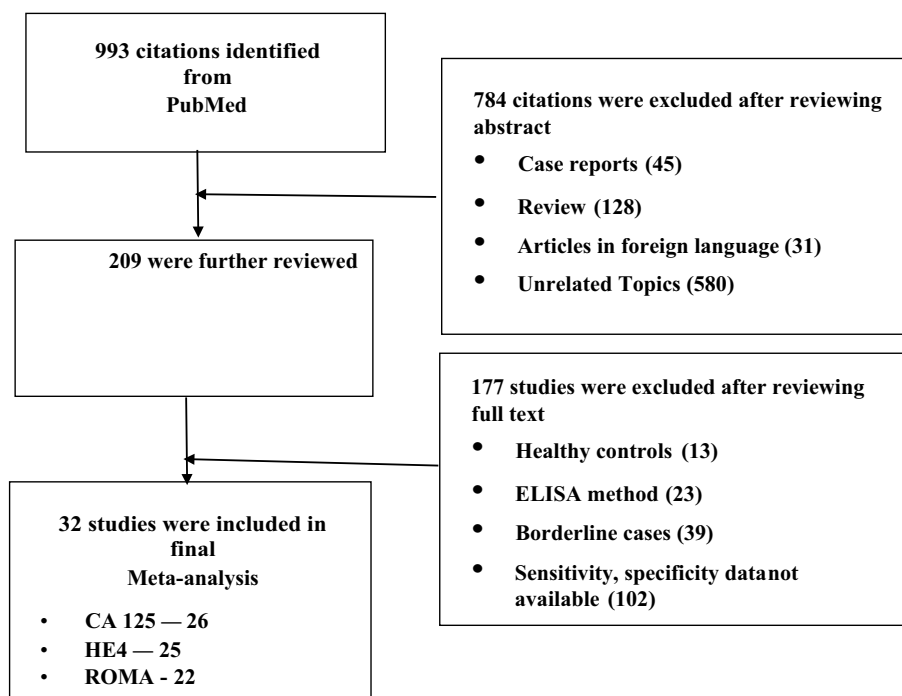 993 citations identified
from
PubMed
784 citations were excluded after reviewing
abstract
• Case reports (45)
• Review (128)
• Articles in foreign language (31)
• Unrelated Topics (580)
209 were further reviewed
177 studies were excluded after reviewing
full text
• Healthy controls (13)
• ELISA method (23)
• Borderline cases (39)
• Sensitivity, specificity datanot
available (102)
32 studies were included in
final
Meta-analysis
• CA 125 — 26
• HE4 — 25
• ROMA - 22